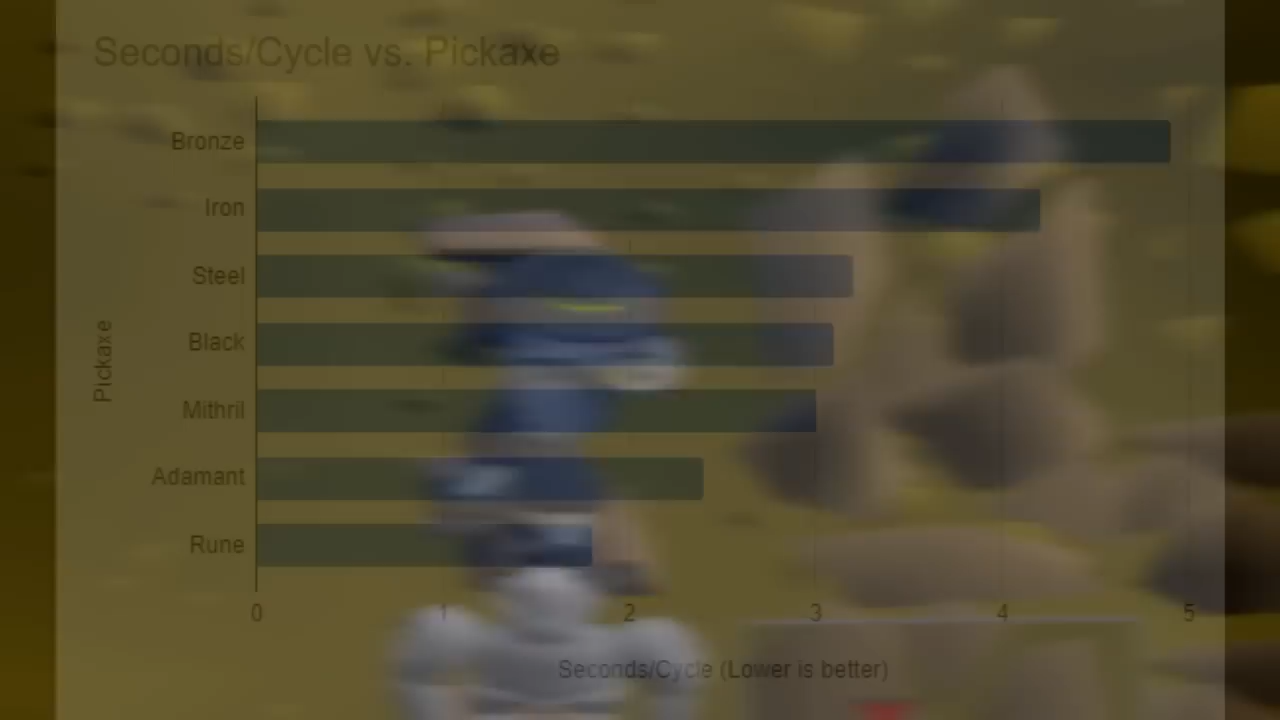 Seconds/Cycle vs. Pickaxe
Pickaxe
Bronze
Iron
Steel
Black
Mithril
Adamant
Rune
0 1 2 3 4 5
Seconds/Cycle (Lower is better)